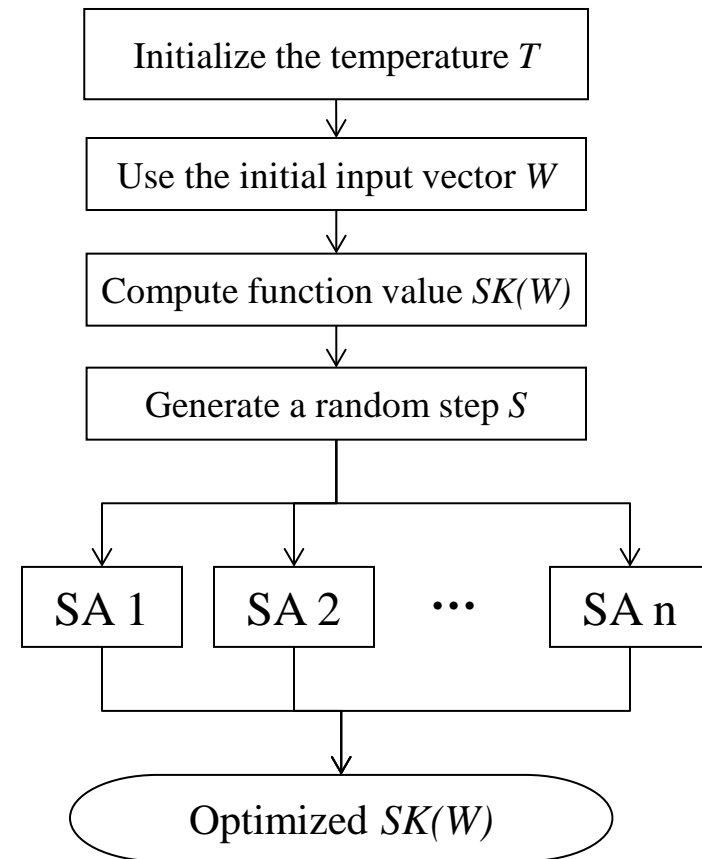 Initialize the temperature T
Use the initial input vector W
Compute function value SK(W)
Generate a random step S
SA 1
SA 2
...
SA n
Optimized SK(W)